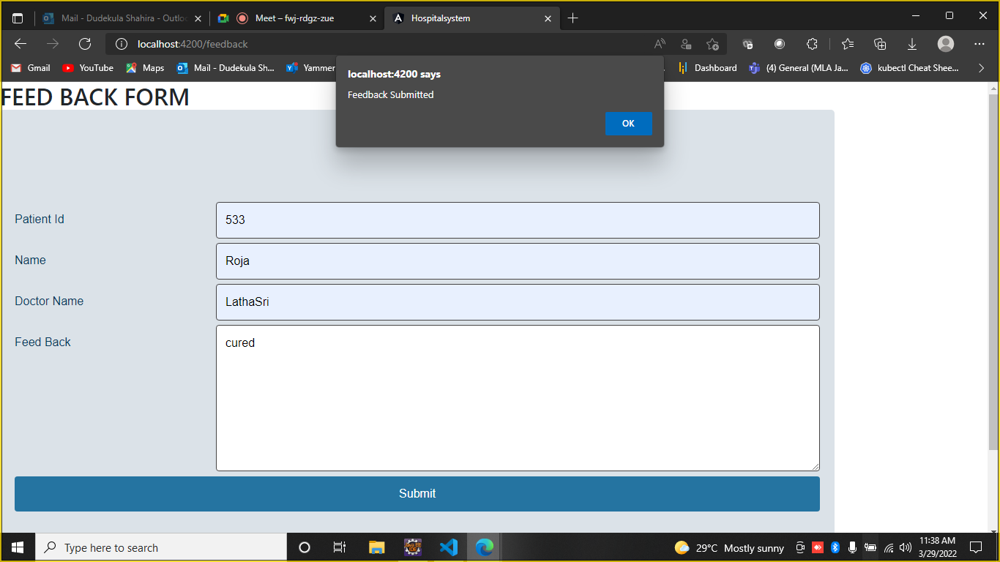 Mail - Dudekula Shahira - Outlo
Meet – fwj-rdgz-zue
Hospitalsystem
localhost:4200/feedback
Gmail
YouTube
Maps
Mail - Dudekula Sh...
Yammer
Dashboard
(4) General (MLA Ja...
kubectl Cheat Shee...
localhost:4200 says
Feedback Submitted
OK
FEED BACK FORM
Patient Id
533
Name
Roja
Doctor Name
LathaSri
Feed Back
cured
Submit
Type here to search
29°C Mostly sunny
11:38 AM
3/29/2022